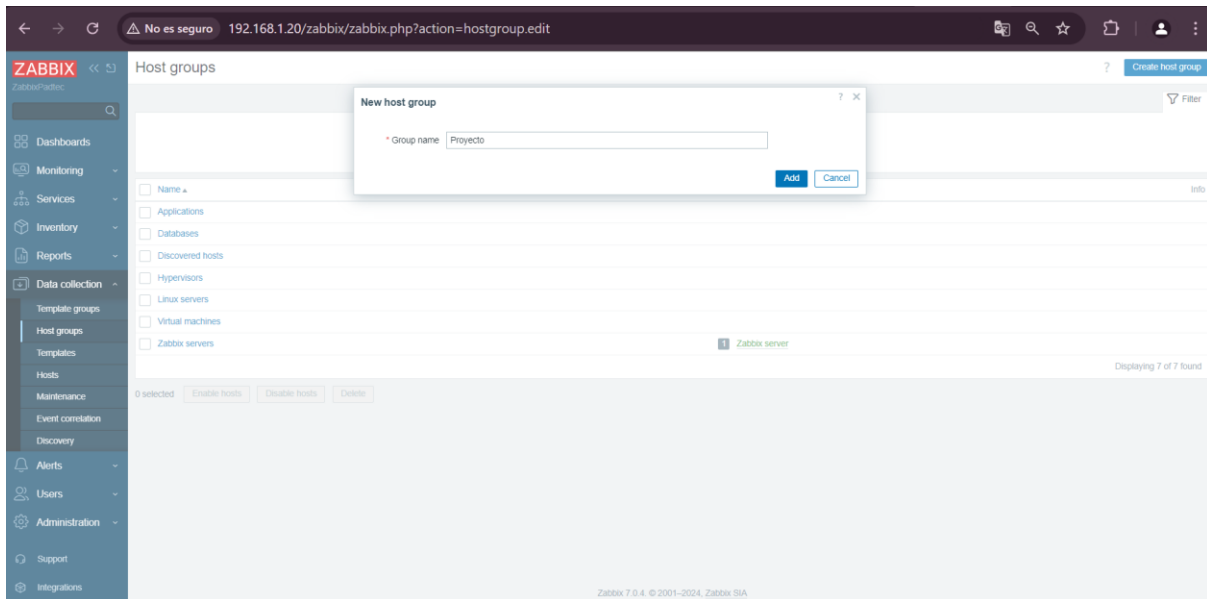 No es seguro 192.168.1.20/zabbix/zabbix.php?action=hostgroup.edit
ZABBIX
ZabbixPadtec
Dashboards
Monitoring
Services
Inventory
Reports
Data collection
Template groups
Host groups
Templates
Hosts
Maintenance
Event correlation
Discovery
Alerts
Users
Administration
Support
Integrations
Host groups
? Create host group
Filter
New host group
* Group name Proyecto
Add Cancel
Name Info
Applications
Databases
Discovered hosts
Hypervisors
Linux servers
Virtual machines
Zabbix servers 1 Zabbix server
Displaying 7 of 7 found
0 selected Enable hosts Disable hosts Delete
Zabbix 7.0.4. © 2001–2024, Zabbix SIA